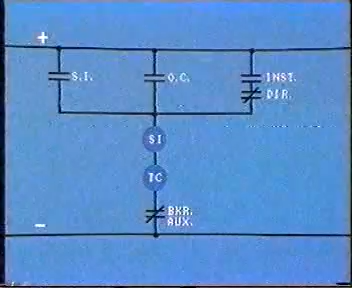 +
S.I.
O.C.
INST.
DIR.
SI
TC
BKR.
AUX.
-